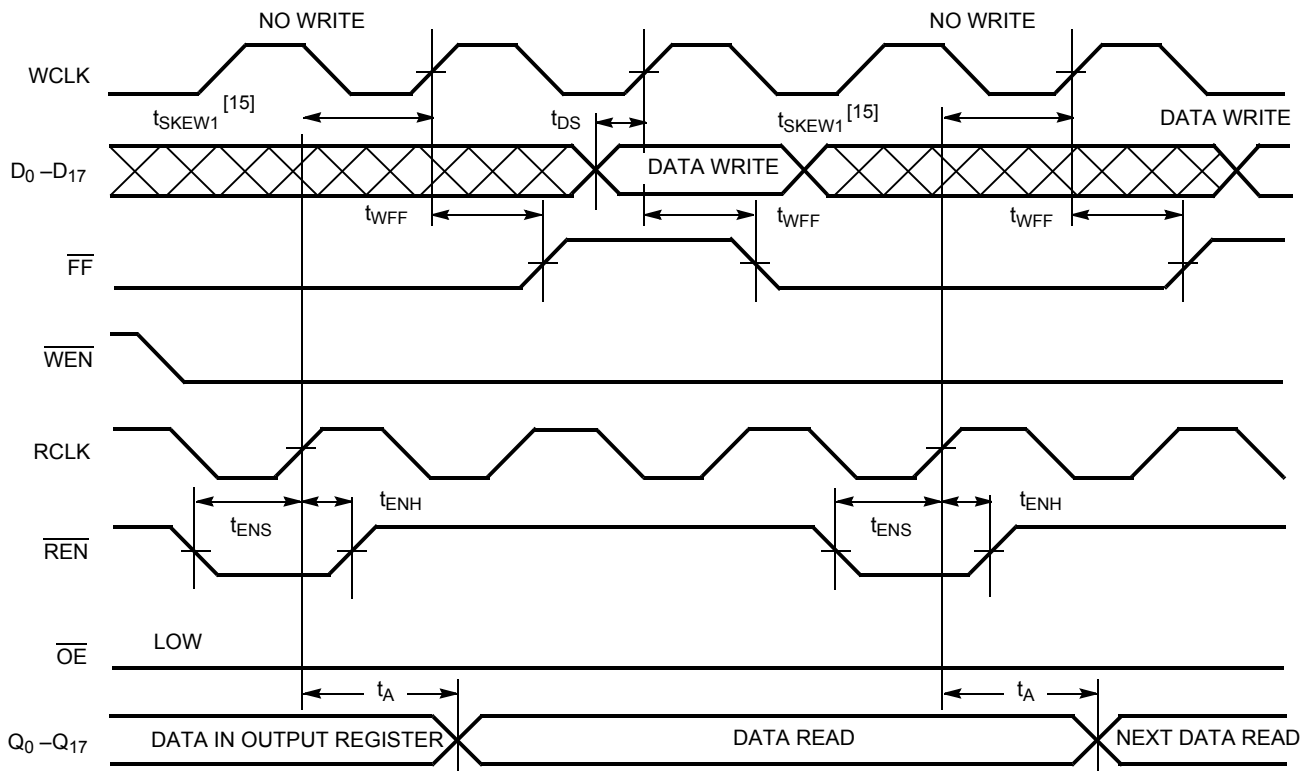 NO WRITE NO WRITE
WCLK
tSKEW1 [15] tDS tSKEW1 [15] DATA WRITE
D0 –D17 DATA WRITE
tWFF tWFF tWFF
FF
WEN
RCLK
tENH tENH
tENS tENS
REN
LOW
OE
tA tA
Q0 –Q17 DATA IN OUTPUT REGISTER DATA READ NEXT DATA READ